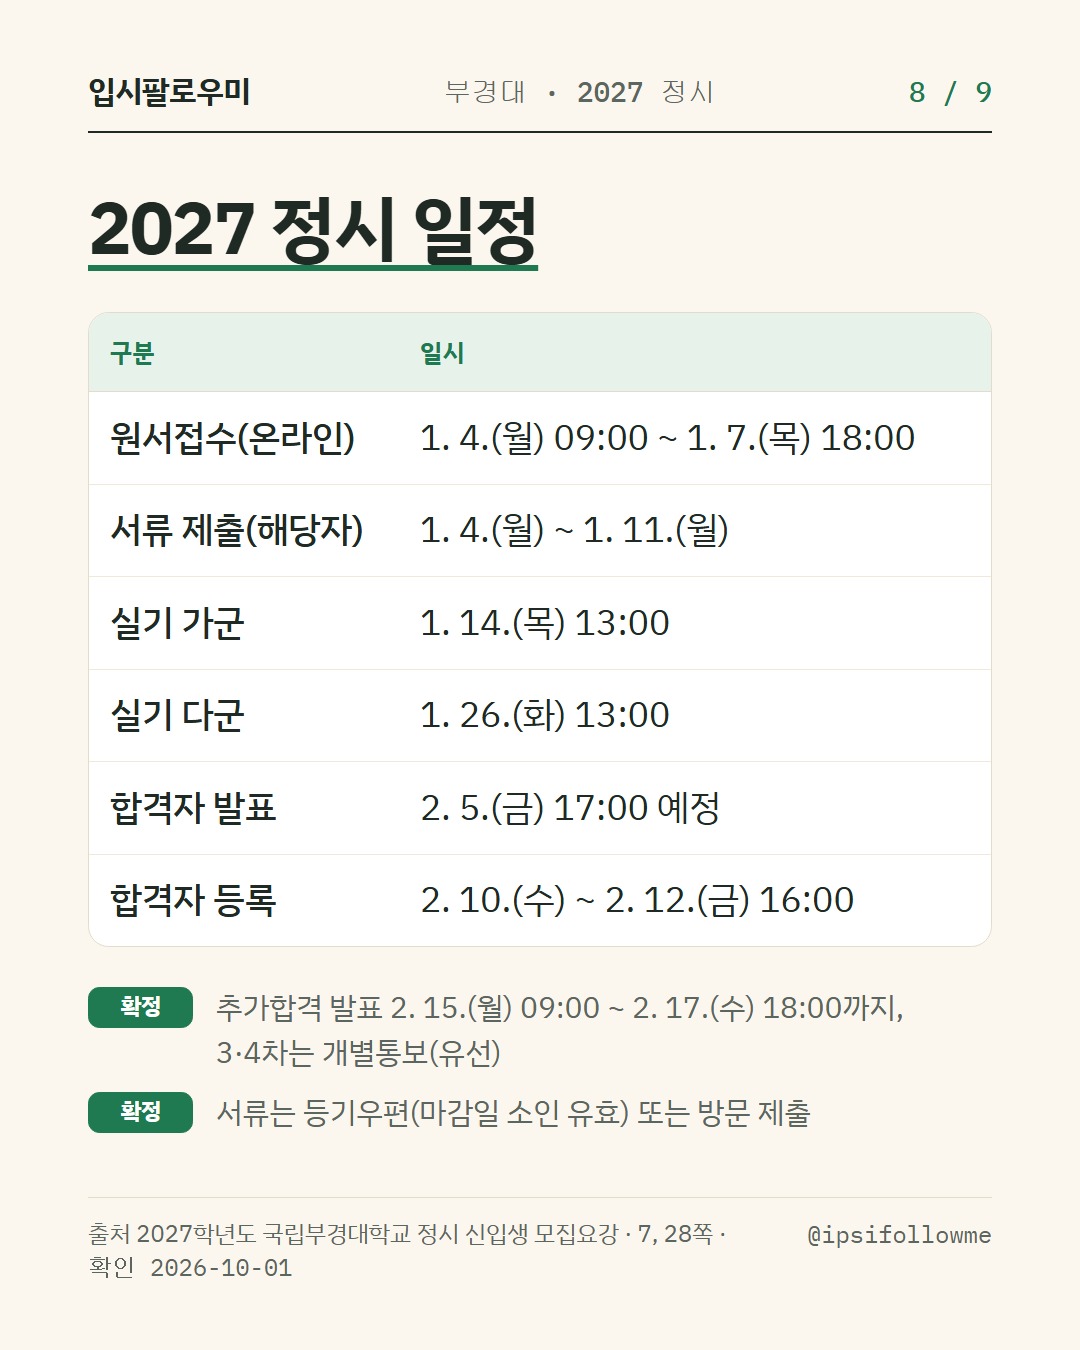 입시팔로우미
부경대 · 2027 정시
8 / 9
2027 정시 일정
구분 일시
원서접수(온라인) 1. 4.(월) 09:00 ~ 1. 7.(목) 18:00
서류 제출(해당자) 1. 4.(월) ~ 1. 11.(월)
실기 가군 1. 14.(목) 13:00
실기 다군 1. 26.(화) 13:00
합격자 발표 2. 5.(금) 17:00 예정
합격자 등록 2. 10.(수) ~ 2. 12.(금) 16:00
확정 추가합격 발표 2. 15.(월) 09:00 ~ 2. 17.(수) 18:00까지,
3·4차는 개별통보(유선)
확정 서류는 등기우편(마감일 소인 유효) 또는 방문 제출
출처 2027학년도 국립부경대학교 정시 신입생 모집요강 · 7, 28쪽 ·
확인 2026-10-01
@ipsifollowme